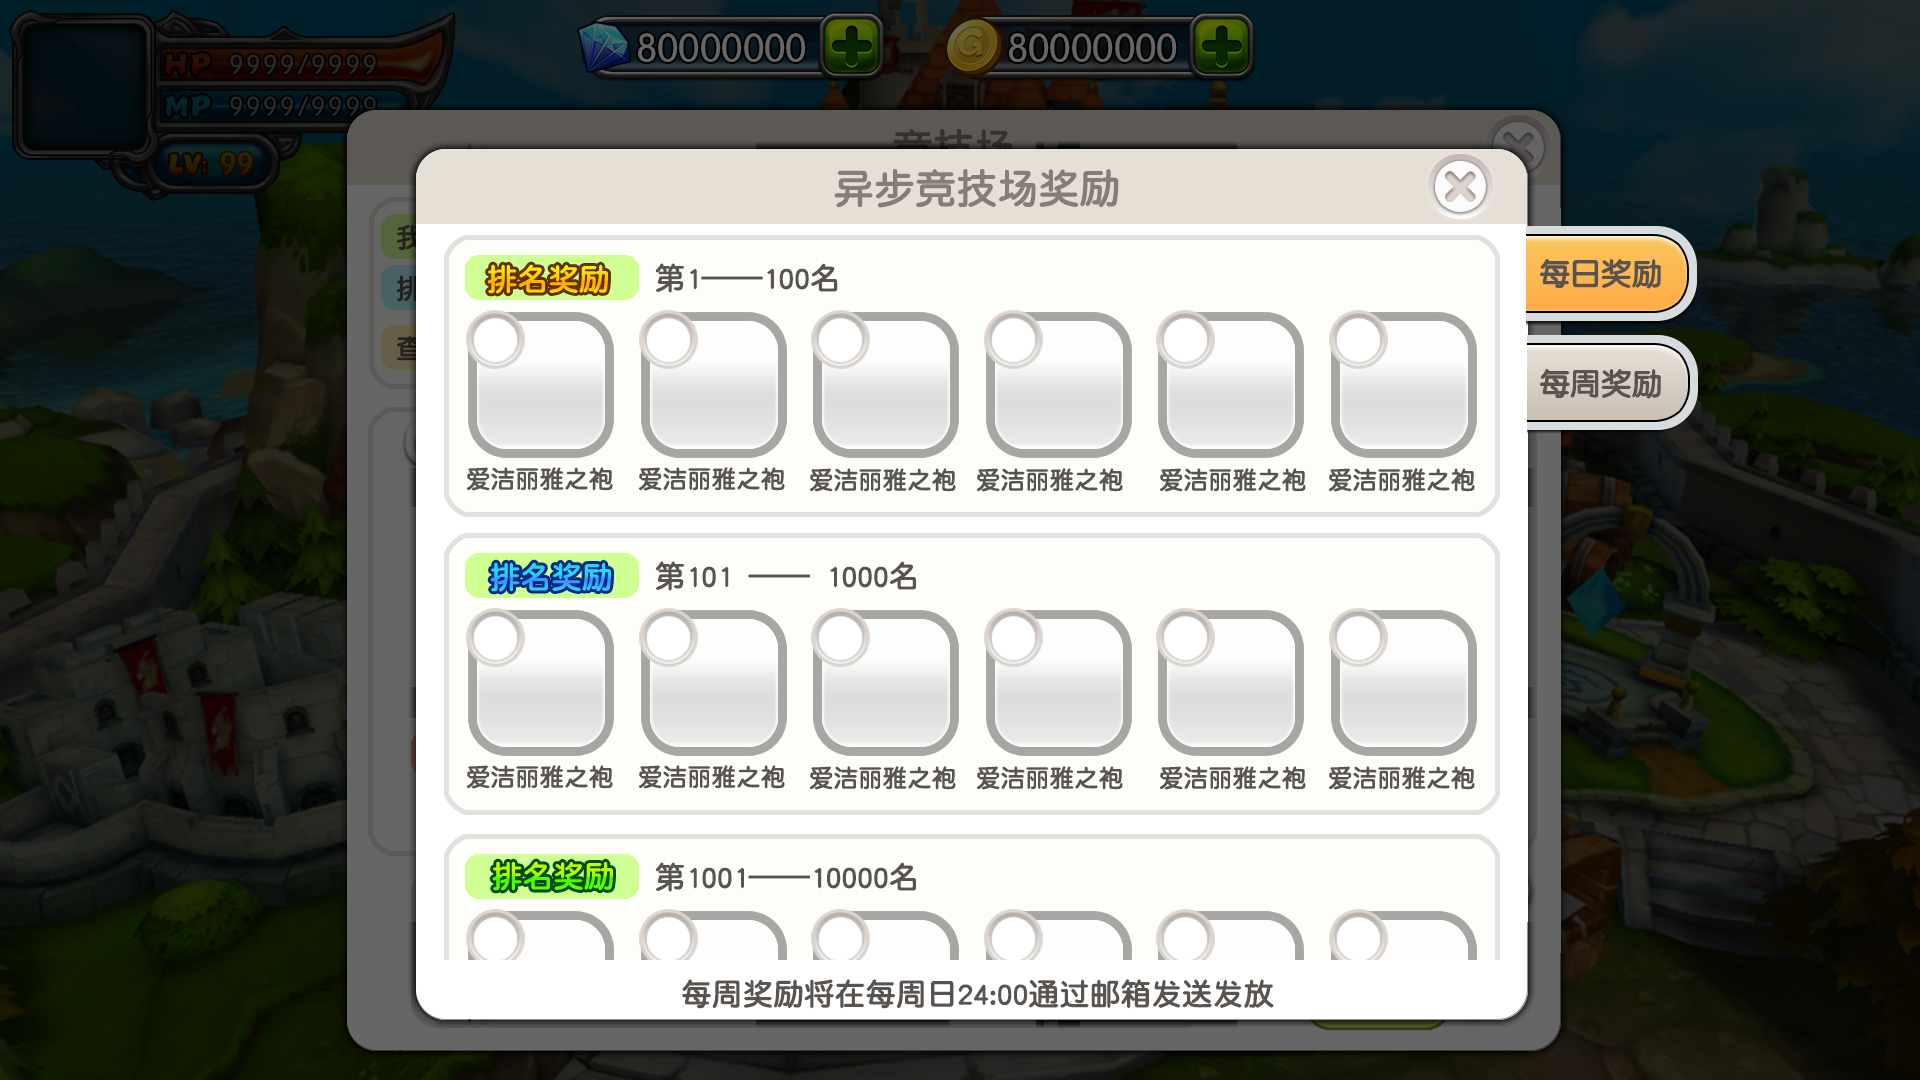 HP 9999/9999
80000000
80000000
MP 9999/9999
LV: 99
竞技场
异步竞技场奖励
我
排
查
每日奖励
每周奖励
排名奖励 第1——100名
爱洁丽雅之袍 爱洁丽雅之袍 爱洁丽雅之袍 爱洁丽雅之袍 爱洁丽雅之袍 爱洁丽雅之袍
排名奖励 第101 —— 1000名
爱洁丽雅之袍 爱洁丽雅之袍 爱洁丽雅之袍 爱洁丽雅之袍 爱洁丽雅之袍 爱洁丽雅之袍
排名奖励 第1001——10000名
每周奖励将在每周日24:00通过邮箱发送发放